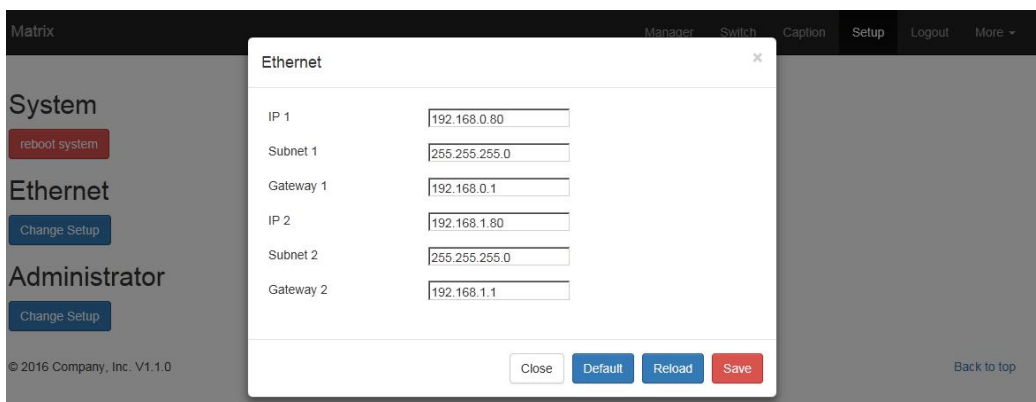 Matrix Manager Switch Caption Setup Logout More
Ethernet ×
System
reboot system
Ethernet
Change Setup
Administrator
Change Setup
IP 1 192.168.0.80
Subnet 1 255.255.255.0
Gateway 1 192.168.0.1
IP 2 192.168.1.80
Subnet 2 255.255.255.0
Gateway 2 192.168.1.1
Close Default Reload Save
© 2016 Company, Inc. V1.1.0 Back to top